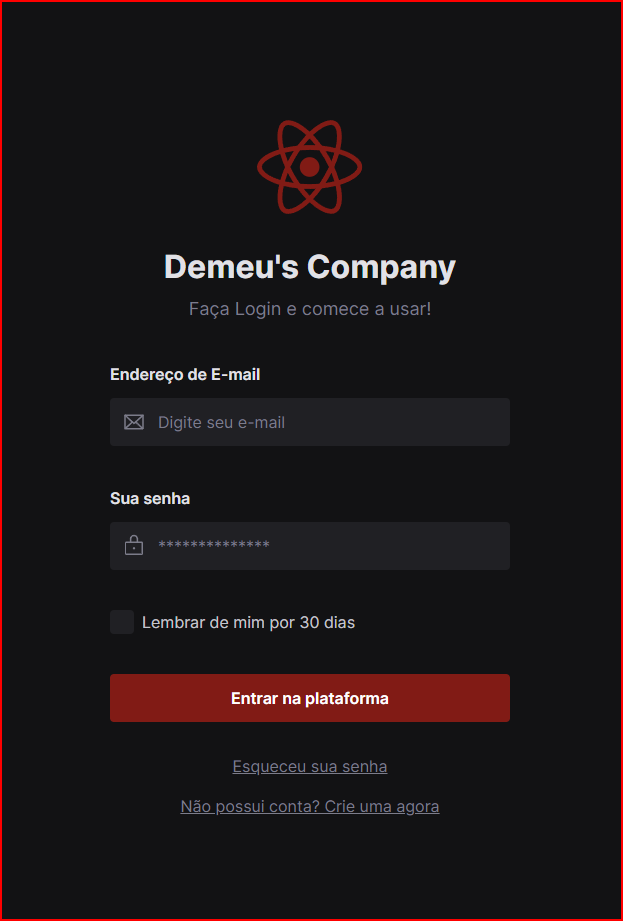 Demeu's Company
Faça Login e comece a usar!
Endereço de E-mail
Digite seu e-mail
Sua senha
**************
Lembrar de mim por 30 dias
Entrar na plataforma
Esqueceu sua senha
Não possui conta? Crie uma agora